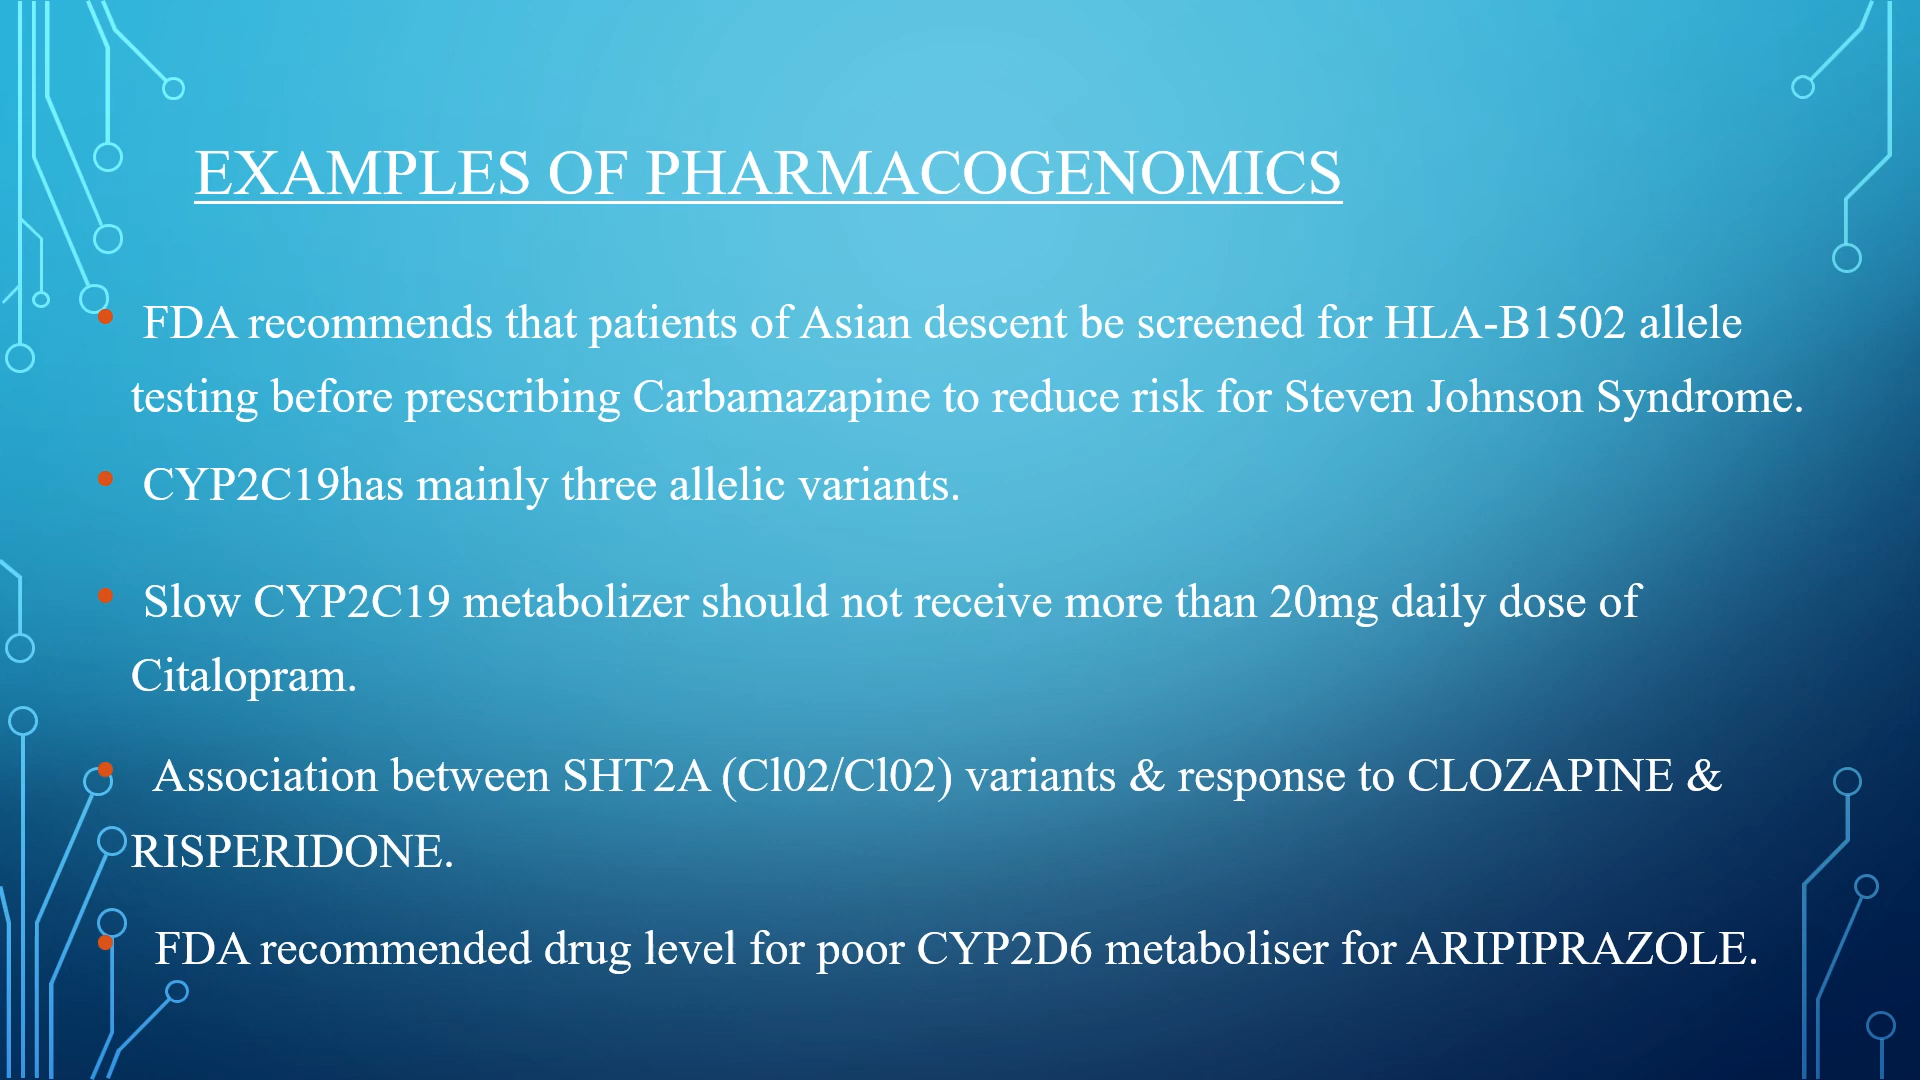 EXAMPLES OF PHARMACOGENOMICS
• FDA recommends that patients of Asian descent be screened for HLA-B1502 allele
testing before prescribing Carbamazapine to reduce risk for Steven Johnson Syndrome.
• CYP2C19has mainly three allelic variants.
• Slow CYP2C19 metabolizer should not receive more than 20mg daily dose of
Citalopram.
• Association between SHT2A (Cl02/Cl02) variants & response to CLOZAPINE &
RISPERIDONE.
• FDA recommended drug level for poor CYP2D6 metaboliser for ARIPIPRAZOLE.